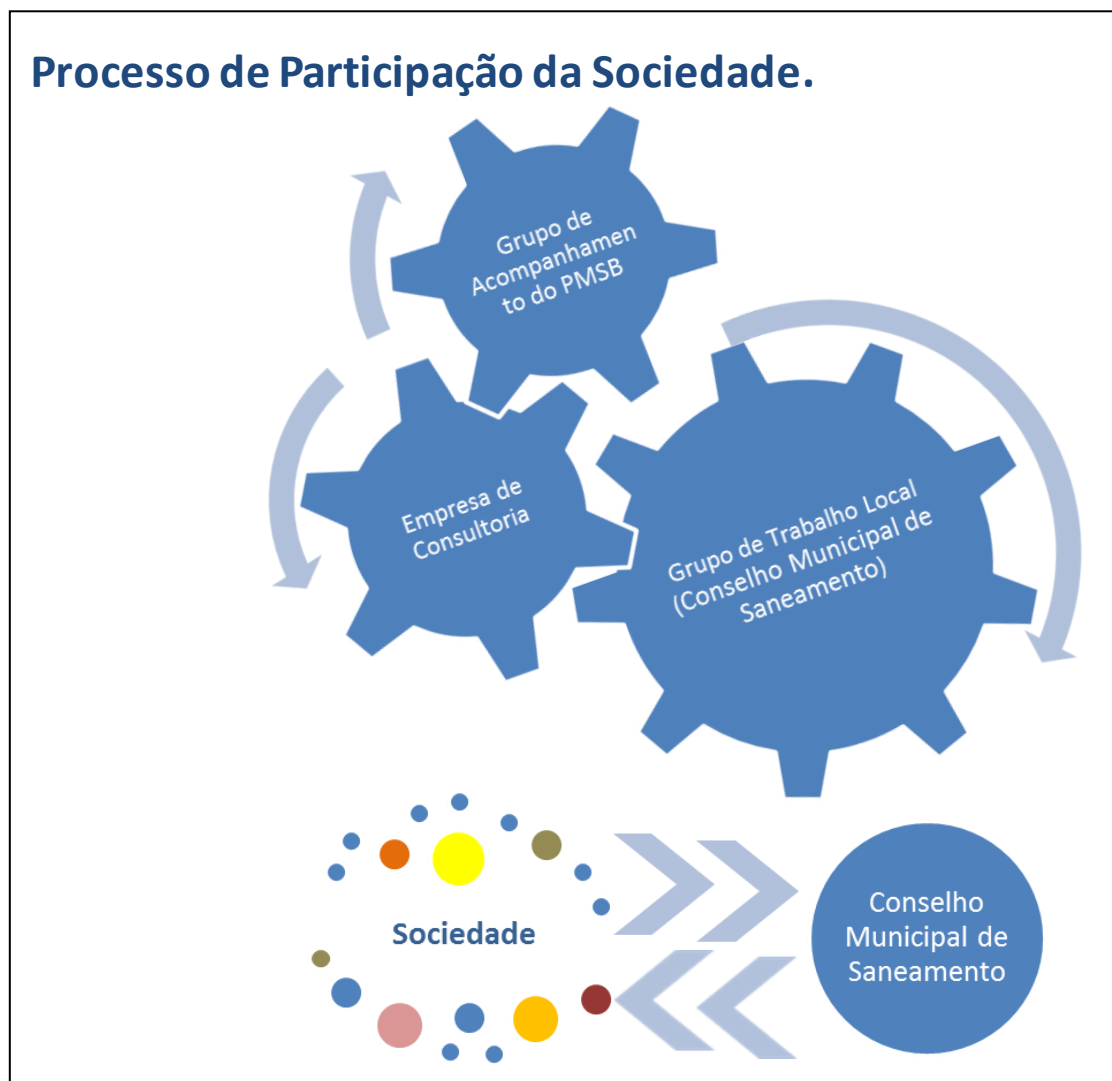 Processo de Participação da Sociedade.
Grupo de
Acompanhamen
to do PMSB
Empresa de
Consultoria
Grupo de Trabalho Local
(Conselho Municipal de
Saneamento)
Sociedade
Conselho
Municipal de
Saneamento